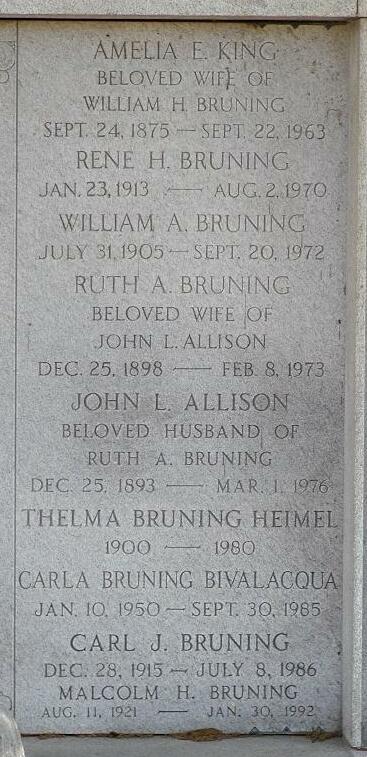 AMELIA E. KING
BELOVED WIFE OF
WILLIAM H. BRUNING
SEPT. 24, 1875 — SEPT. 22, 1963
RENE H. BRUNING
JAN. 23, 1913 — AUG. 2, 1970
WILLIAM A. BRUNING
JULY 31, 1905 — SEPT. 20, 1972
RUTH A. BRUNING
BELOVED WIFE OF
JOHN L. ALLISON
DEC. 25, 1898 — FEB. 8, 1973
JOHN L. ALLISON
BELOVED HUSBAND OF
RUTH A. BRUNING
DEC. 25, 1893 — MAR. 1, 1976
THELMA BRUNING HEIMEL
1900 — 1980
CARLA BRUNING BIVALACQUA
JAN. 10, 1950 — SEPT. 30, 1985
CARL J. BRUNING
DEC. 28, 1915 — JULY 8, 1986
MALCOLM H. BRUNING
AUG. 11, 1921 — JAN. 30, 1992